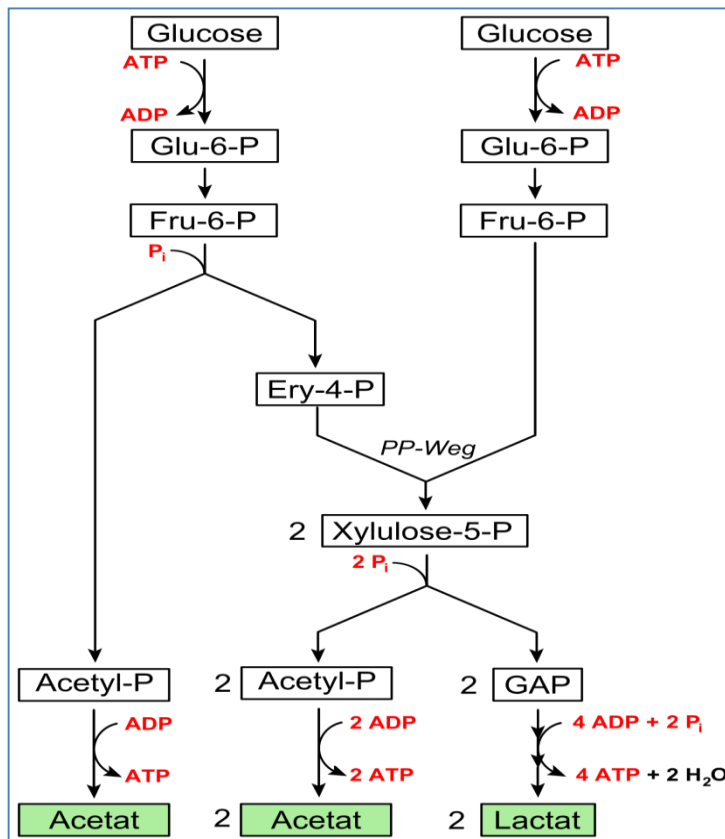 Glucose Glucose
ATP ATP
ADP ADP
Glu-6-P Glu-6-P
Fru-6-P Fru-6-P
Pi
Ery-4-P
PP-Weg
2 Xylulose-5-P
2 Pi
Acetyl-P 2 Acetyl-P 2 GAP
ADP 2 ADP 4 ADP + 2 Pi
ATP 2 ATP 4 ATP + 2 H2O
Acetat 2 Acetat 2 Lactat